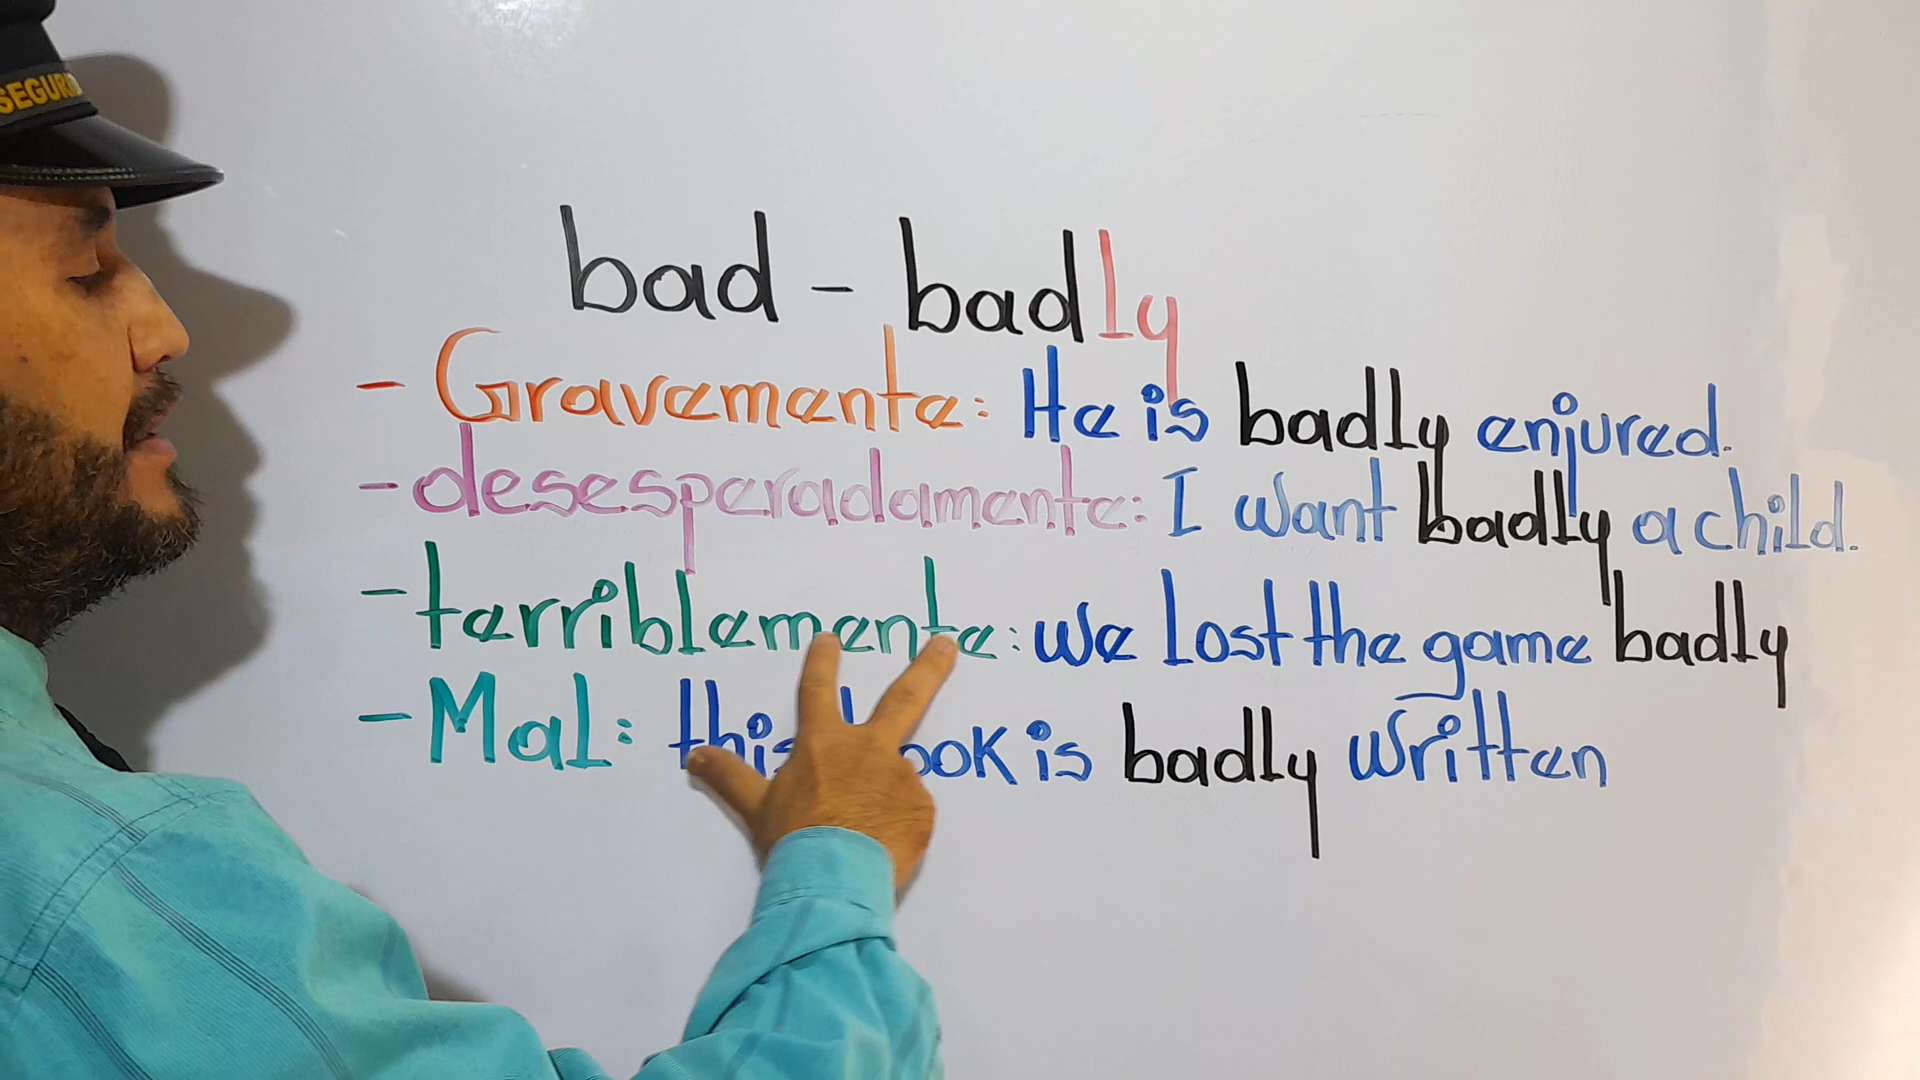 SEGURI
bad - badly
- Gravemente: He is badly enjured.
- desesperadamente: I want badly a child.
- terriblemente: we lost the game badly
- Mal: this book is badly written